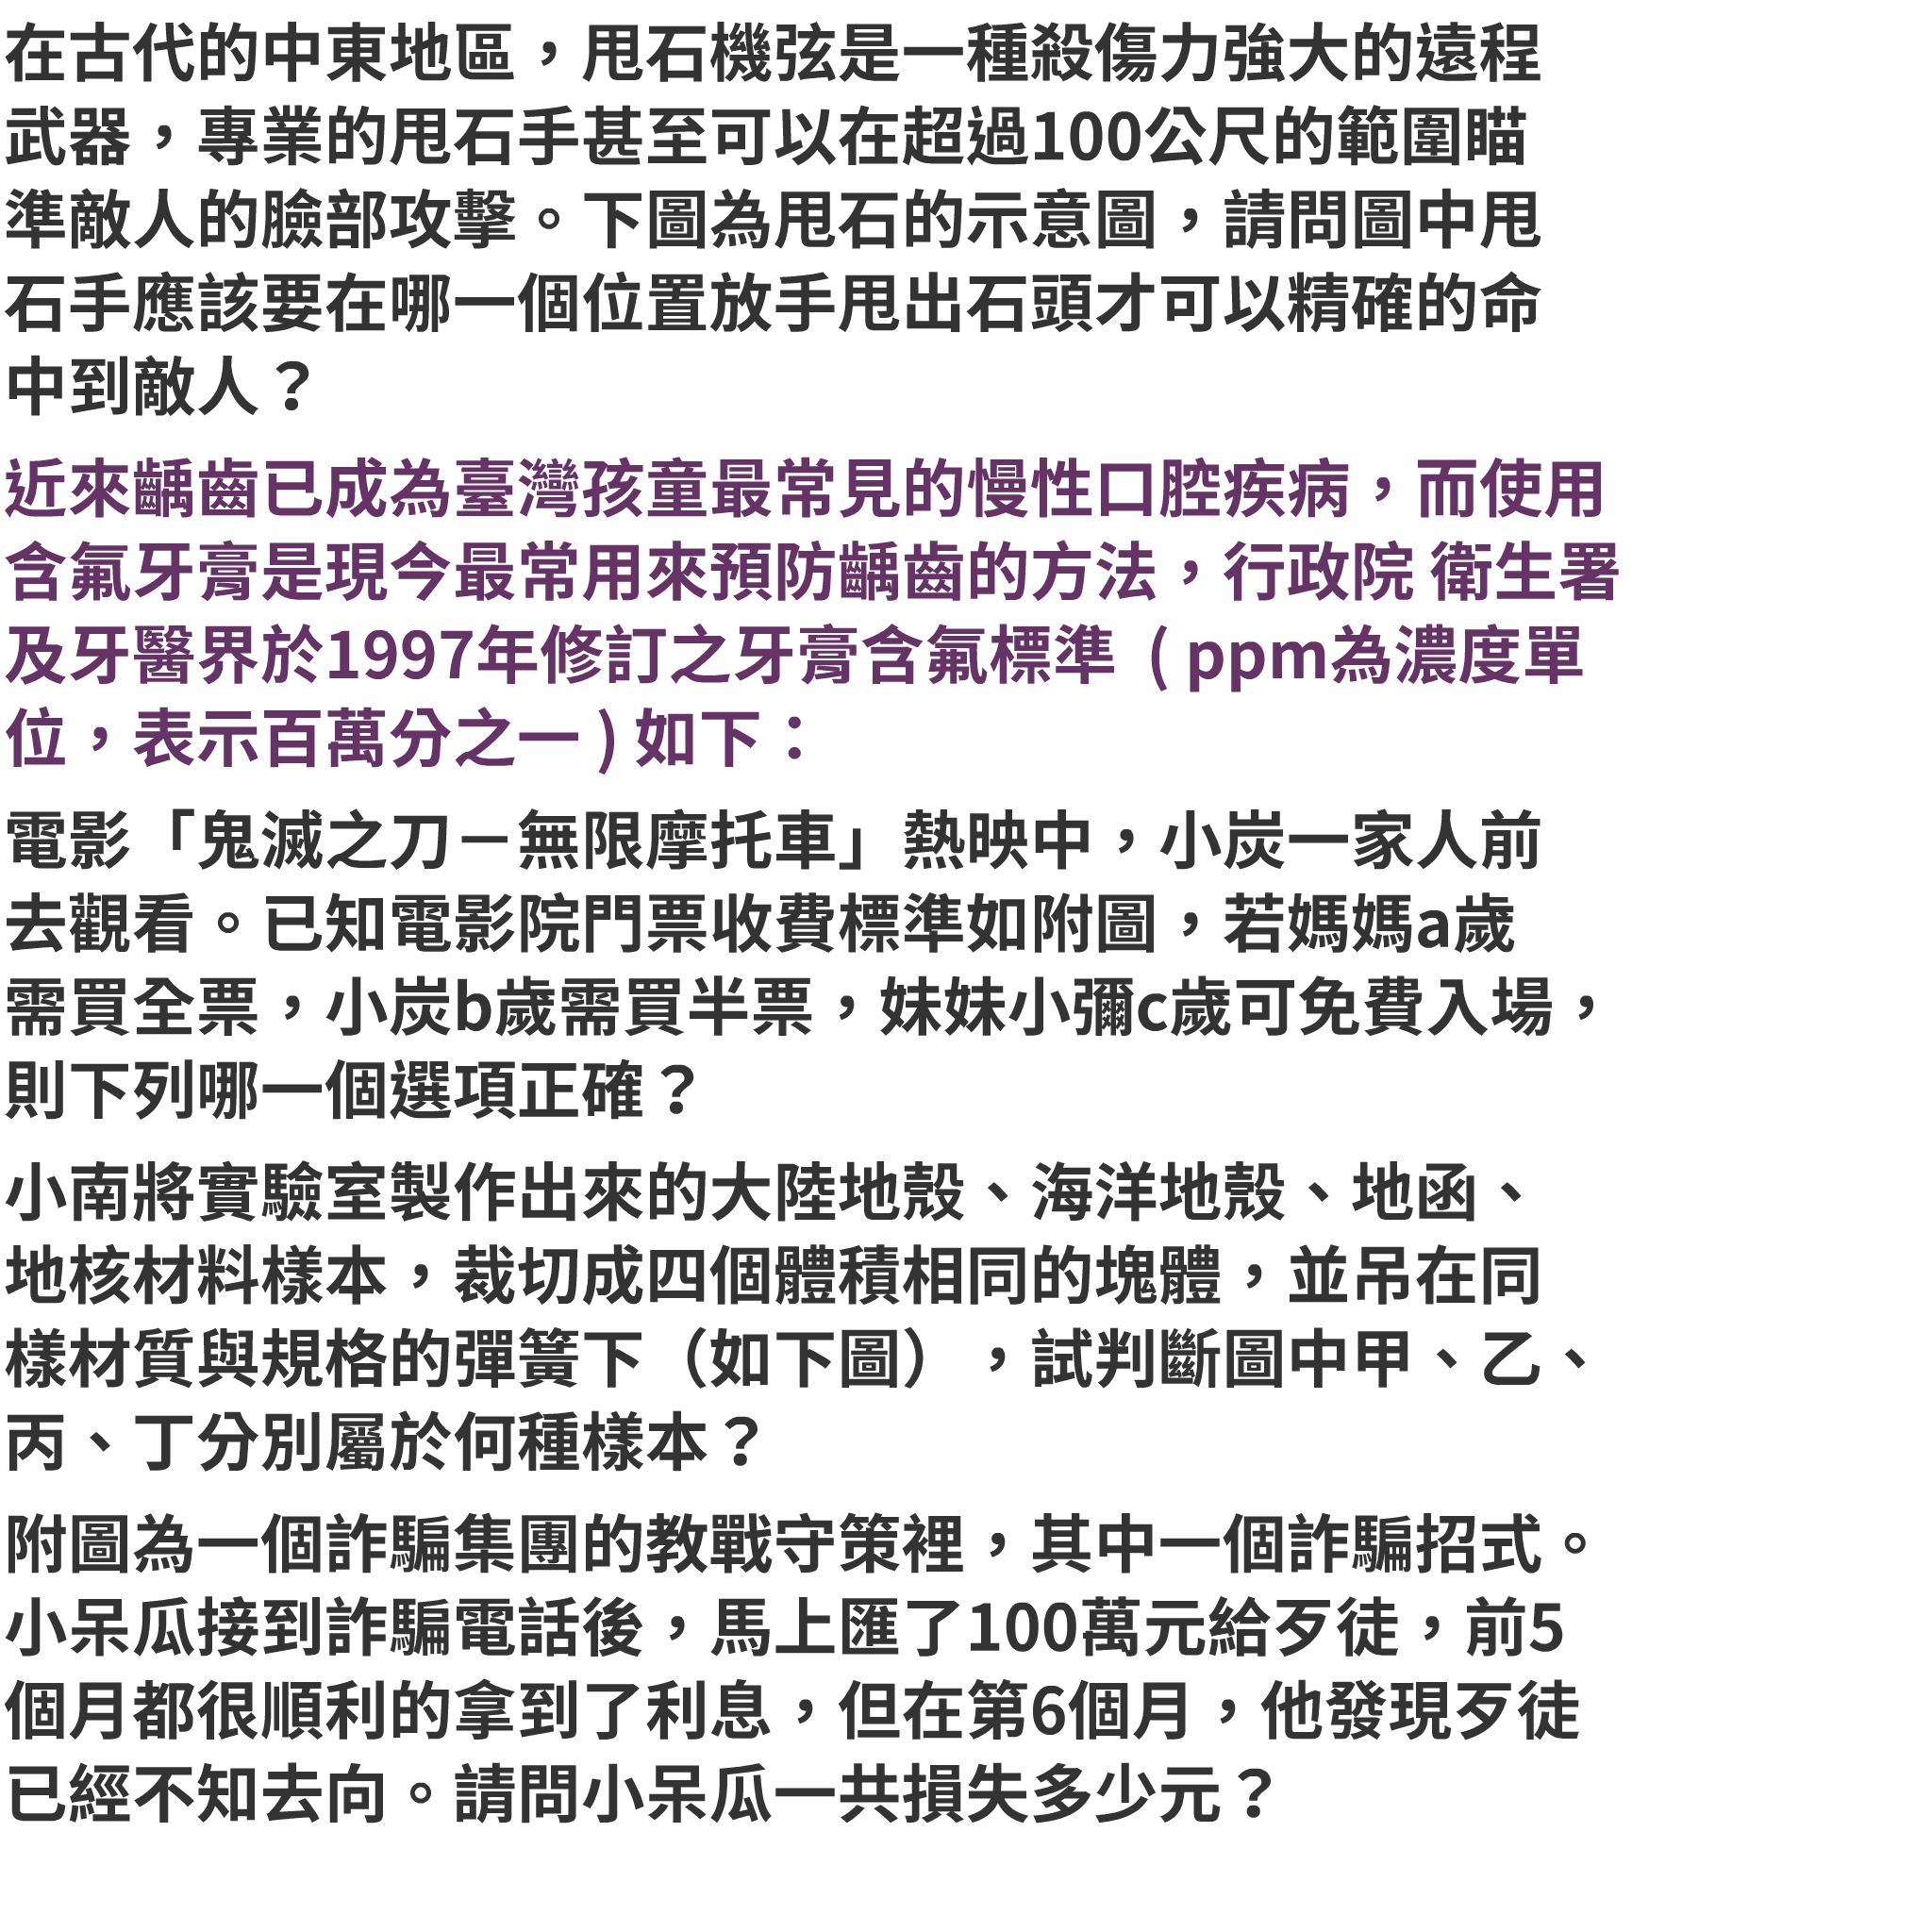 在古代的中東地區，甩石機弦是一種殺傷力強大的遠程
武器，專業的甩石手甚至可以在超過100公尺的範圍瞄
準敵人的臉部攻擊。下圖為甩石的示意圖，請問圖中甩
石手應該要在哪一個位置放手甩出石頭才可以精確的命
中到敵人？
近來齲齒已成為臺灣孩童最常見的慢性口腔疾病，而使用
含氟牙膏是現今最常用來預防齲齒的方法，行政院 衛生署
及牙醫界於1997年修訂之牙膏含氟標準 ( ppm為濃度單
位，表示百萬分之一 ) 如下：
電影「鬼滅之刀－無限摩托車」熱映中，小炭一家人前
去觀看。已知電影院門票收費標準如附圖，若媽媽a歲
需買全票，小炭b歲需買半票，妹妹小彌c歲可免費入場，
則下列哪一個選項正確？
小南將實驗室製作出來的大陸地殼、海洋地殼、地函、
地核材料樣本，裁切成四個體積相同的塊體，並吊在同
樣材質與規格的彈簧下（如下圖），試判斷圖中甲、乙、
丙、丁分別屬於何種樣本？
附圖為一個詐騙集團的教戰守策裡，其中一個詐騙招式。
小呆瓜接到詐騙電話後，馬上匯了100萬元給歹徒，前5
個月都很順利的拿到了利息，但在第6個月，他發現歹徒
已經不知去向。請問小呆瓜一共損失多少元？